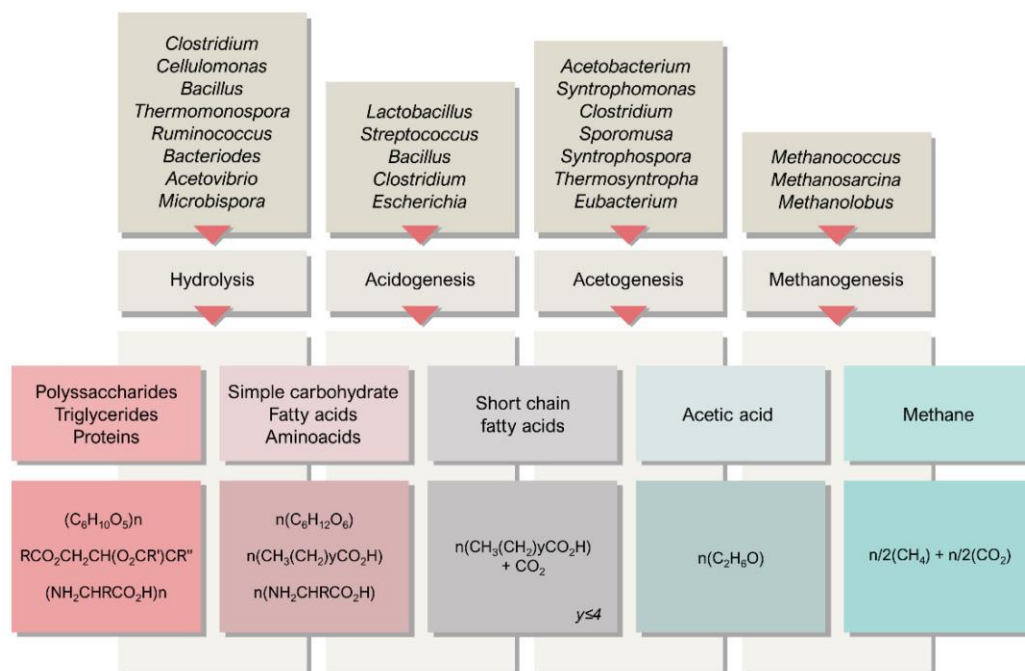 Clostridium
Cellulomonas
Bacillus
Thermomonospora
Ruminococcus
Bacteriodes
Acetovibrio
Microbispora
Lactobacillus
Streptococcus
Bacillus
Clostridium
Escherichia
Acetobacterium
Syntrophomonas
Clostridium
Sporomusa
Syntrophospora
Thermosyntropha
Eubacterium
Methanococcus
Methanosarcina
Methanolobus
Hydrolysis
Acidogenesis
Acetogenesis
Methanogenesis
Polyssaccharides
Triglycerides
Proteins
Simple carbohydrate
Fatty acids
Aminoacids
Short chain
fatty acids
Acetic acid
Methane
(C₆H₁₀O₅)n
RCO₂CH₂CH(O₂CR')CR"
(NH₂CHRCO₂H)n
n(C₆H₁₂O₆)
n(CH₃(CH₂)yCO₂H)
n(NH₂CHRCO₂H)
n(CH₃(CH₂)yCO₂H)
+ CO₂
y≤4
n(C₂H₆O)
n/2(CH₄) + n/2(CO₂)